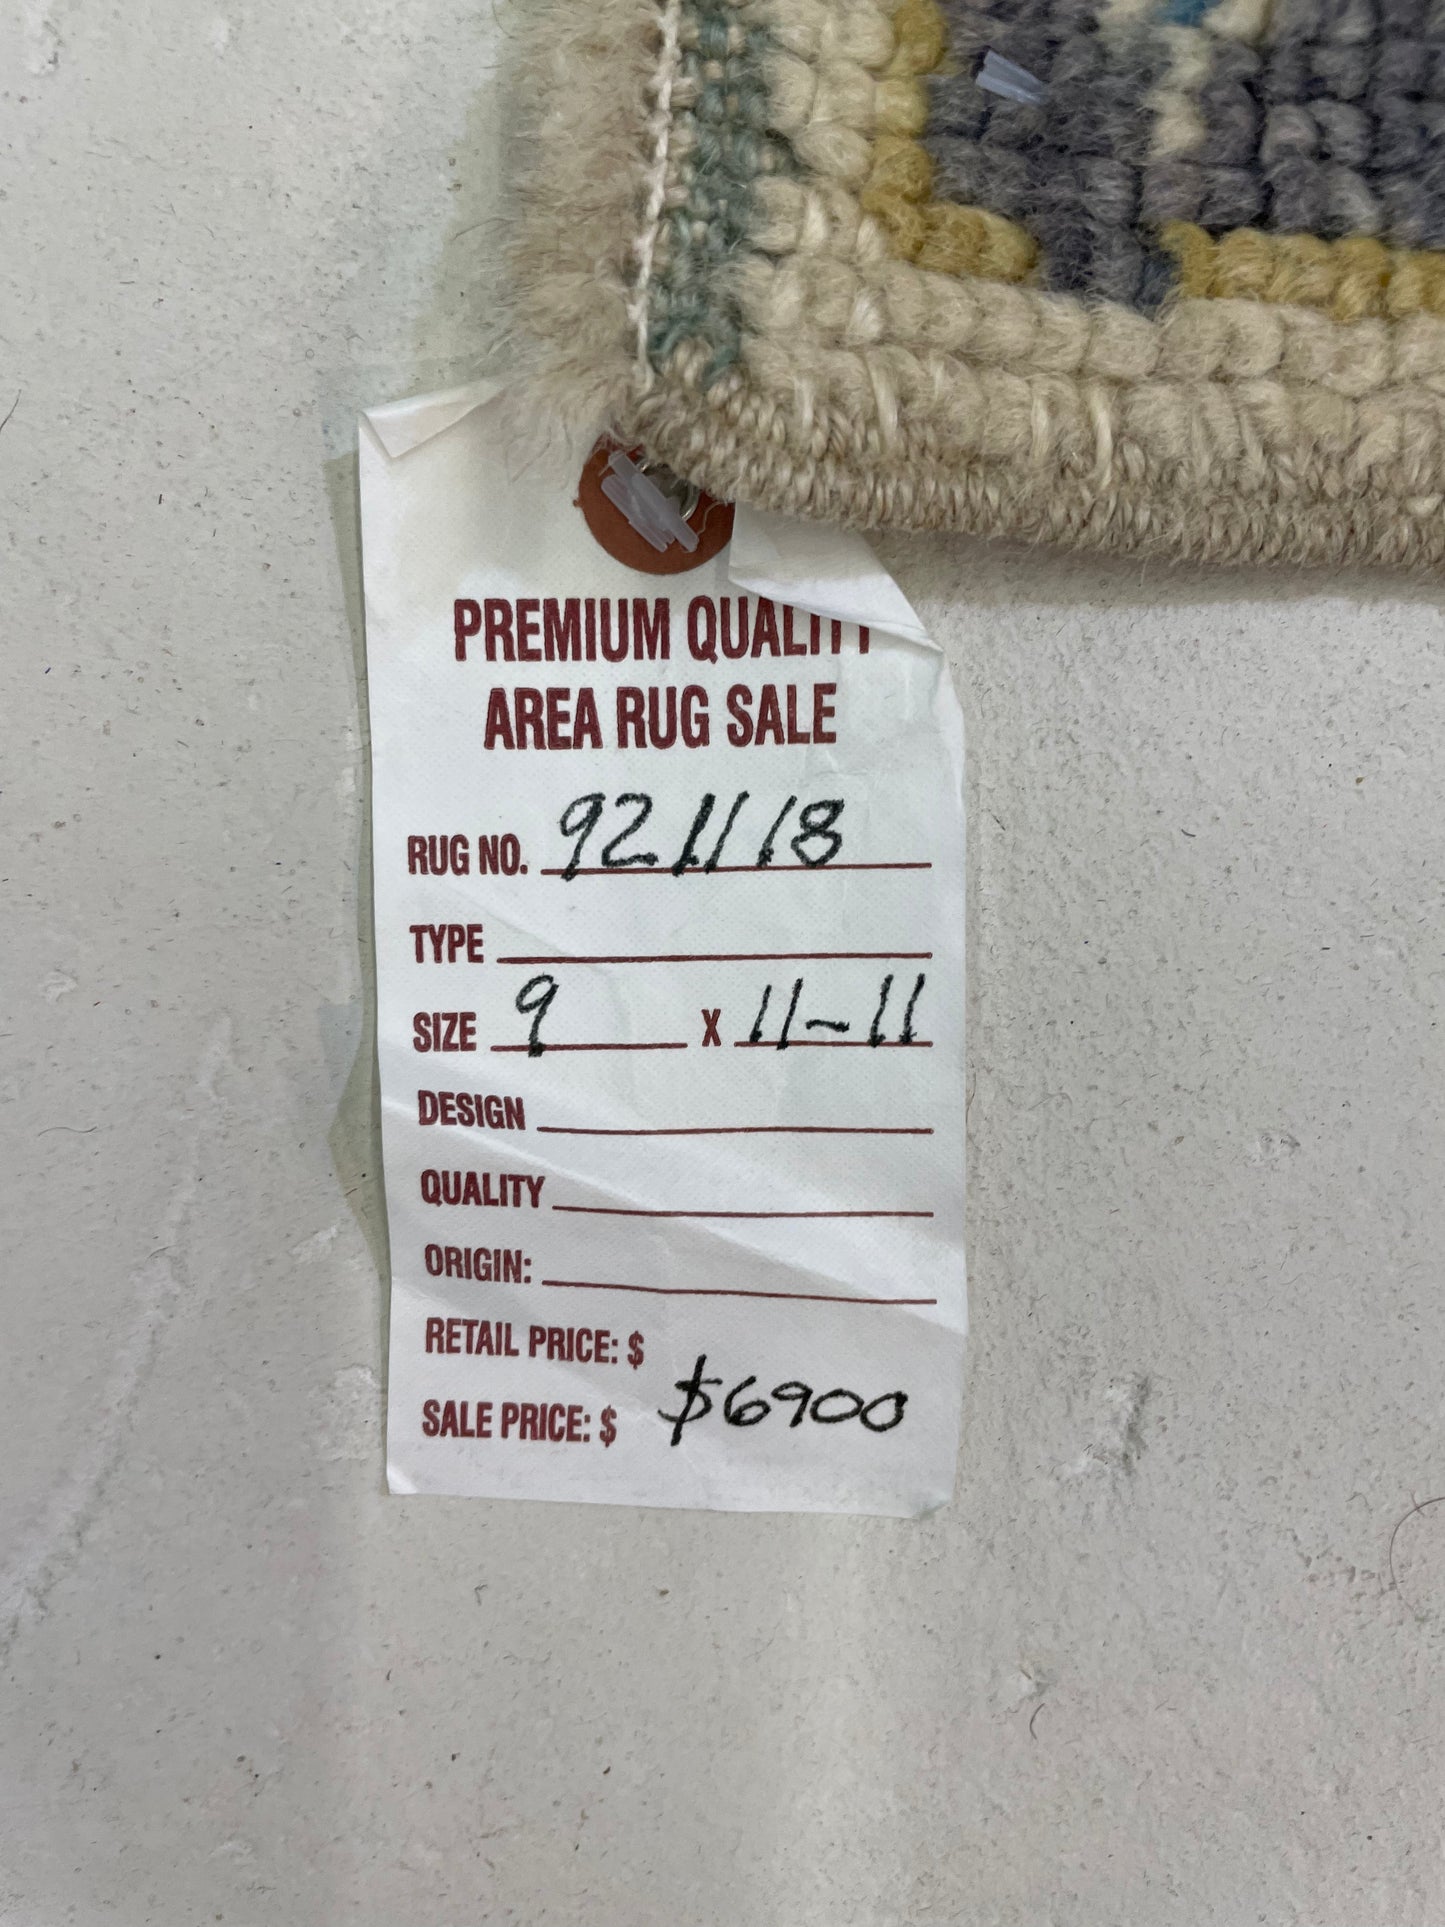 PREMIUM QUALITY
AREA RUG SALE
RUG NO. 921118
TYPE
SIZE 9 X 11-11
DESIGN
QUALITY
ORIGIN:
RETAIL PRICE: $
SALE PRICE: $ $6900